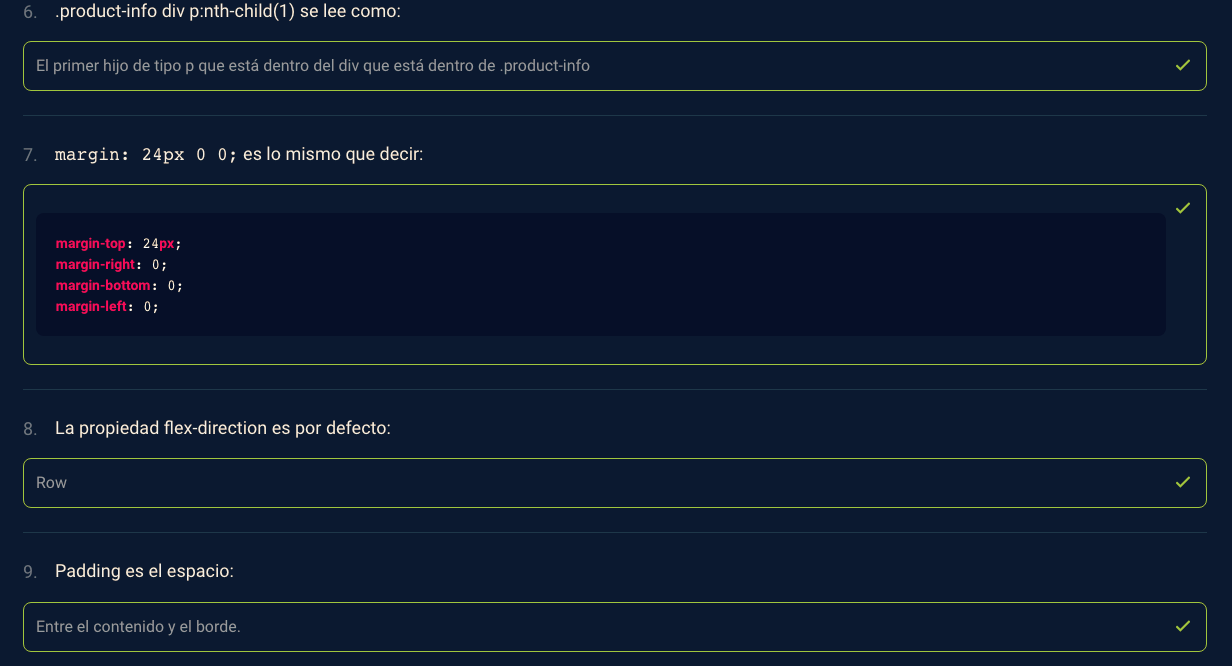 6. .product-info div p:nth-child(1) se lee como:
El primer hijo de tipo p que está dentro del div que está dentro de .product-info
7. margin: 24px 0 0; es lo mismo que decir:
margin-top: 24px;
margin-right: 0;
margin-bottom: 0;
margin-left: 0;
8. La propiedad flex-direction es por defecto:
Row
9. Padding es el espacio:
Entre el contenido y el borde.